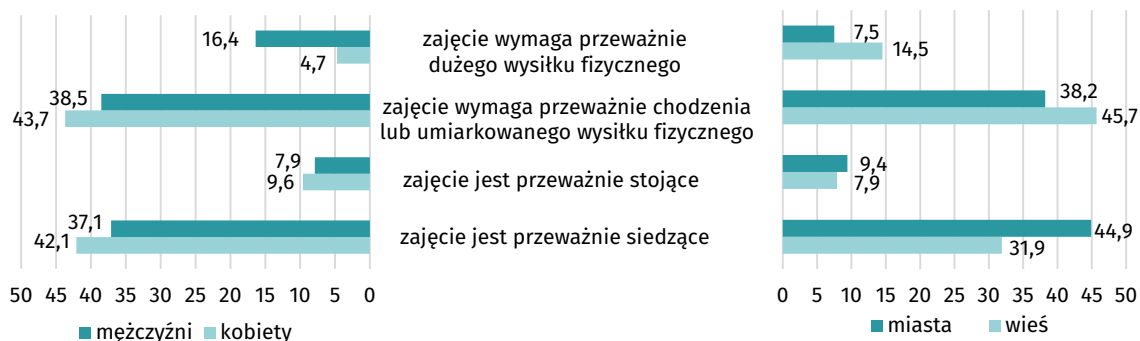 16,4
4,7
38,5
43,7
7,9
9,6
37,1
42,1
50 45 40 35 30 25 20 15 10 5 0
mężczyźni kobiety
zajęcie wymaga przeważnie
dużego wysiłku fizycznego
zajęcie wymaga przeważnie chodzenia
lub umiarkowanego wysiłku fizycznego
zajęcie jest przeważnie stojące
zajęcie jest przeważnie siedzące
7,5
14,5
38,2
45,7
9,4
7,9
44,9
31,9
0 5 10 15 20 25 30 35 40 45 50
miasta wieś